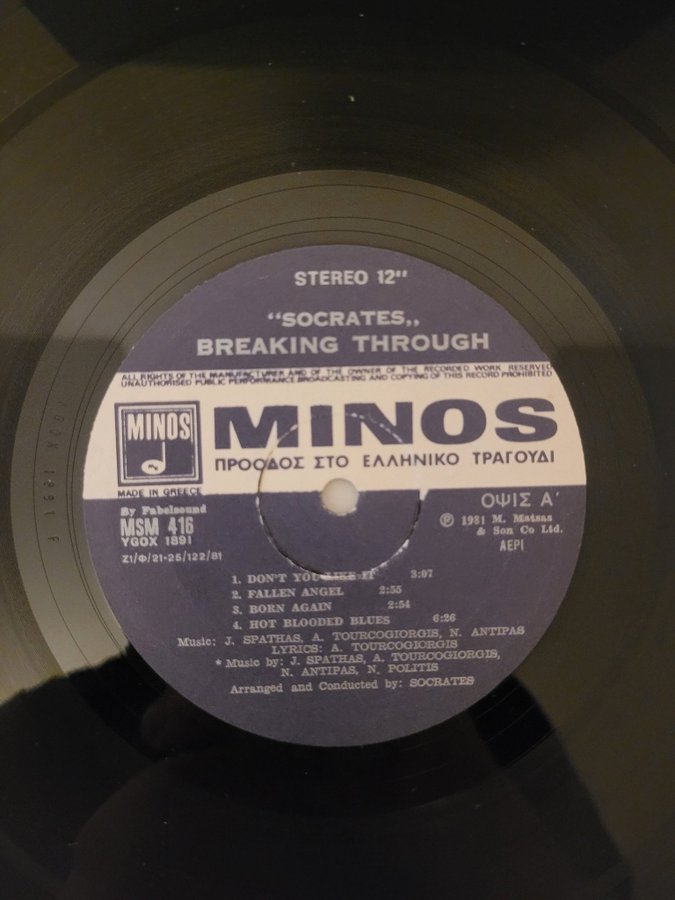 STEREO 12''
"SOCRATES,,
BREAKING THROUGH
ALL RIGHTS OF THE MANUFACTURER AND OF THE OWNER OF THE RECORDED WORK RESERVED
UNAUTHORISED PUBLIC PERFORMANCE BROADCASTING AND COPYING OF THIS RECORD PROHIBITED
MINOS
MINOS
ΠΡΟΟΔΟΣ ΣΤΟ ΕΛΛΗΝΙΚΟ ΤΡΑΓΟΥΔΙ
MADE IN GREECE
By Fabelsound
MSM 416
YGOX 1891
Ζ1/Φ/21-25/122/81
ΟΨΙΣ Α'
Ⓟ 1981 M. Matsas
& Son Co Ltd.
ΑΕΡΙ
1. DON'T YOU LIKE IT 3:07
2. FALLEN ANGEL 2:55
3. BORN AGAIN 2:54
4. HOT BLOODED BLUES 6:26
Music: J. SPATHAS, A. TOURCOGIORGIS, N. ANTIPAS
LYRICS: A. TOURCOGIORGIS
* Music by: J. SPATHAS, A. TOURCOGIORGIS,
N. ANTIPAS, N. POLITIS
Arranged and Conducted by: SOCRATES